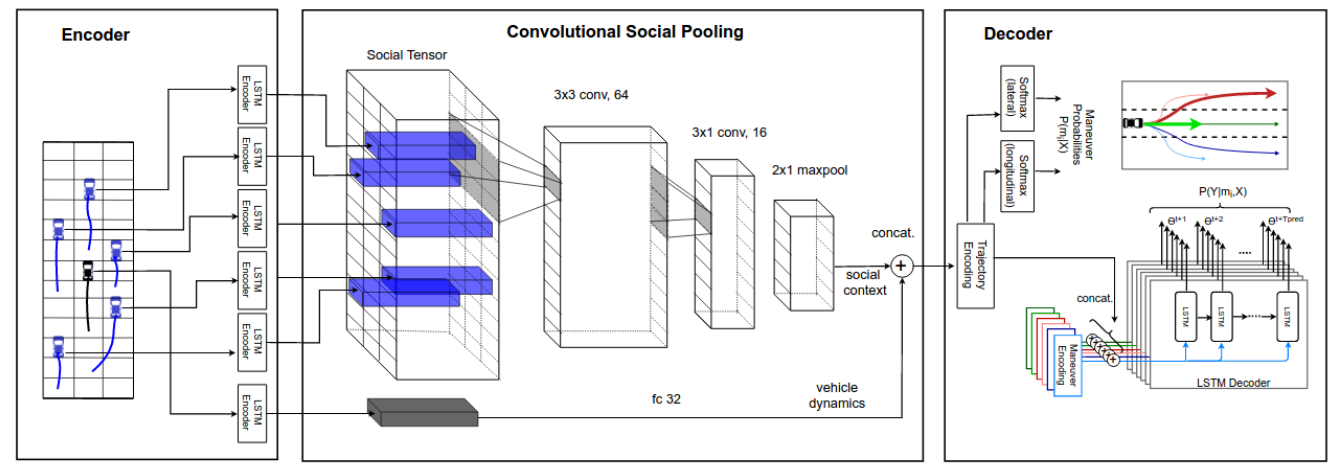 Encoder
LSTM
Encoder
LSTM
Encoder
LSTM
Encoder
LSTM
Encoder
LSTM
Encoder
LSTM
Encoder
Convolutional Social Pooling
Social Tensor
3x3 conv, 64
3x1 conv, 16
2x1 maxpool
concat.
+
social
context
fc 32
vehicle
dynamics
Decoder
Softmax
(lateral)
Softmax
(longitudinal)
Maneuver
Probabilities
P(mᵢ|X)
Trajectory
Encoding
concat.
+
Maneuver
Encoding
P(Y|mᵢ,X)
Θᵗ⁺¹
Θᵗ⁺²
....
Θᵗ⁺ᵀᵖʳᵉᵈ
LSTM
LSTM
LSTM
LSTM Decoder